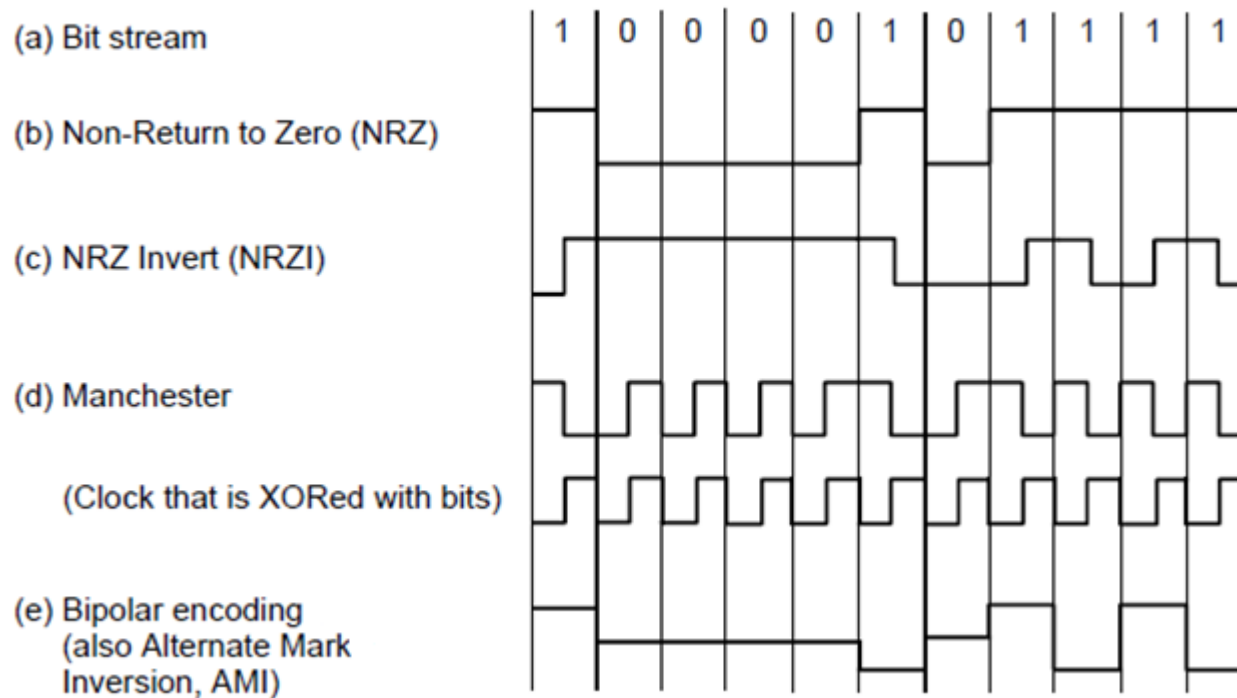 (a) Bit stream 1 0 0 0 0 1 0 1 1 1 1
(b) Non-Return to Zero (NRZ)
(c) NRZ Invert (NRZI)
(d) Manchester
(Clock that is XORed with bits)
(e) Bipolar encoding
(also Alternate Mark
Inversion, AMI)